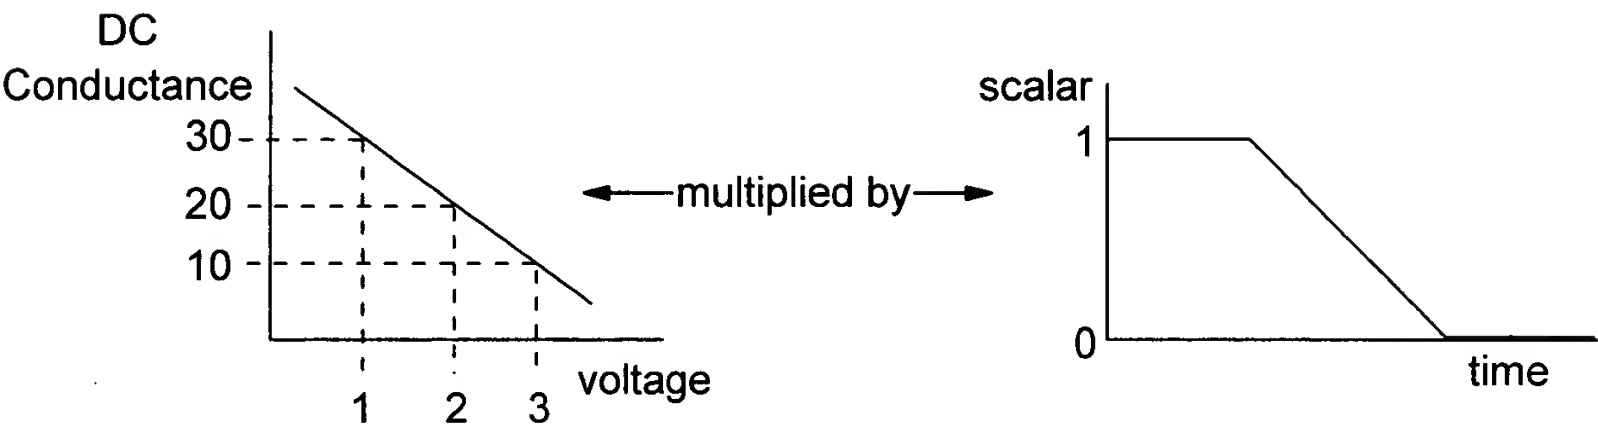 DC
Conductance
30
20
10
voltage
1 2 3
multiplied by
scalar
1
0
time